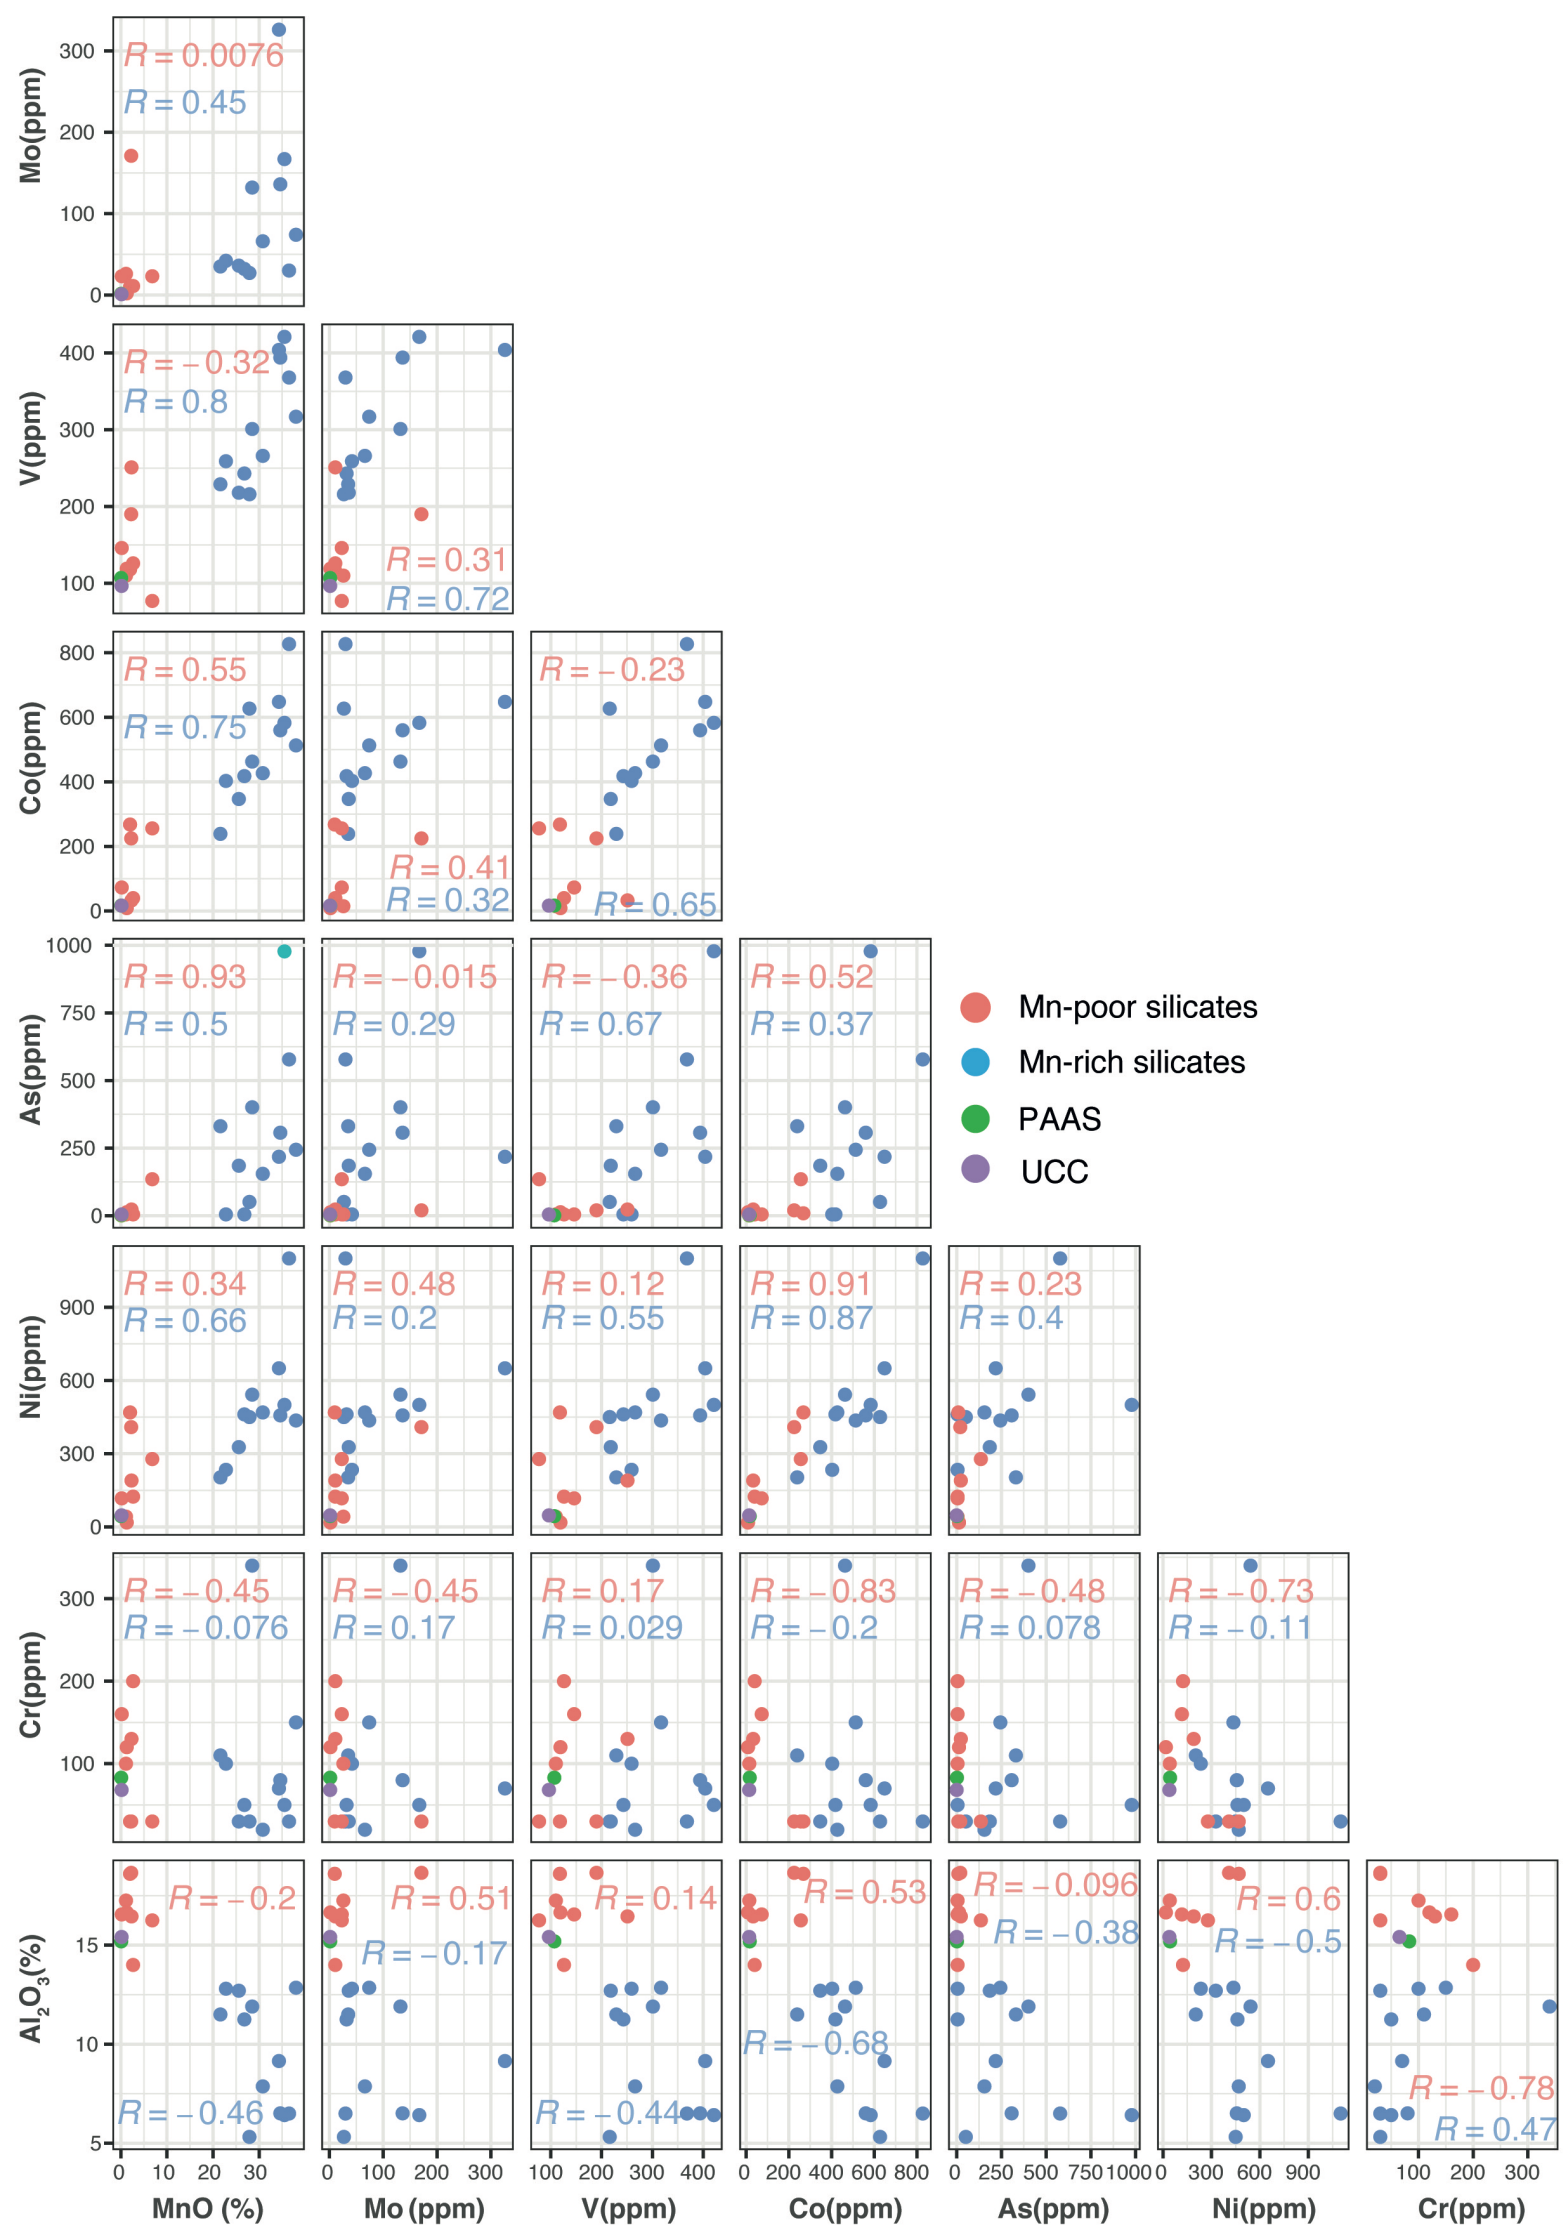 Mo(ppm)
300
200
100
0
R = 0.0076
R = 0.45
V(ppm)
400
300
200
100
R = − 0.32
R = 0.8
R = 0.31
R = 0.72
Co(ppm)
800
600
400
200
0
R = 0.55
R = 0.75
R = 0.41
R = 0.32
R = − 0.23
R = 0.65
As(ppm)
1000
750
500
250
0
R = 0.93
R = 0.5
R = − 0.015
R = 0.29
R = − 0.36
R = 0.67
R = 0.52
R = 0.37
Mn-poor silicates
Mn-rich silicates
PAAS
UCC
Ni(ppm)
900
600
300
0
R = 0.34
R = 0.66
R = 0.48
R = 0.2
R = 0.12
R = 0.55
R = 0.91
R = 0.87
R = 0.23
R = 0.4
Cr(ppm)
300
200
100
R = − 0.45
R = − 0.076
R = − 0.45
R = 0.17
R = 0.17
R = 0.029
R = − 0.83
R = − 0.2
R = − 0.48
R = 0.078
R = − 0.73
R = − 0.11
Al₂O₃(%)
15
10
5
R = − 0.2
R = − 0.46
R = 0.51
R = − 0.17
R = 0.14
R = − 0.44
R = 0.53
R = − 0.68
R = − 0.096
R = − 0.38
R = 0.6
R = − 0.5
R = − 0.78
R = 0.47
0 10 20 30
0 100 200 300
100 200 300 400
0 200 400 600 800
0 250 500 750 1000
0 300 600 900
100 200 300
MnO (%)
Mo (ppm)
V(ppm)
Co(ppm)
As(ppm)
Ni(ppm)
Cr(ppm)